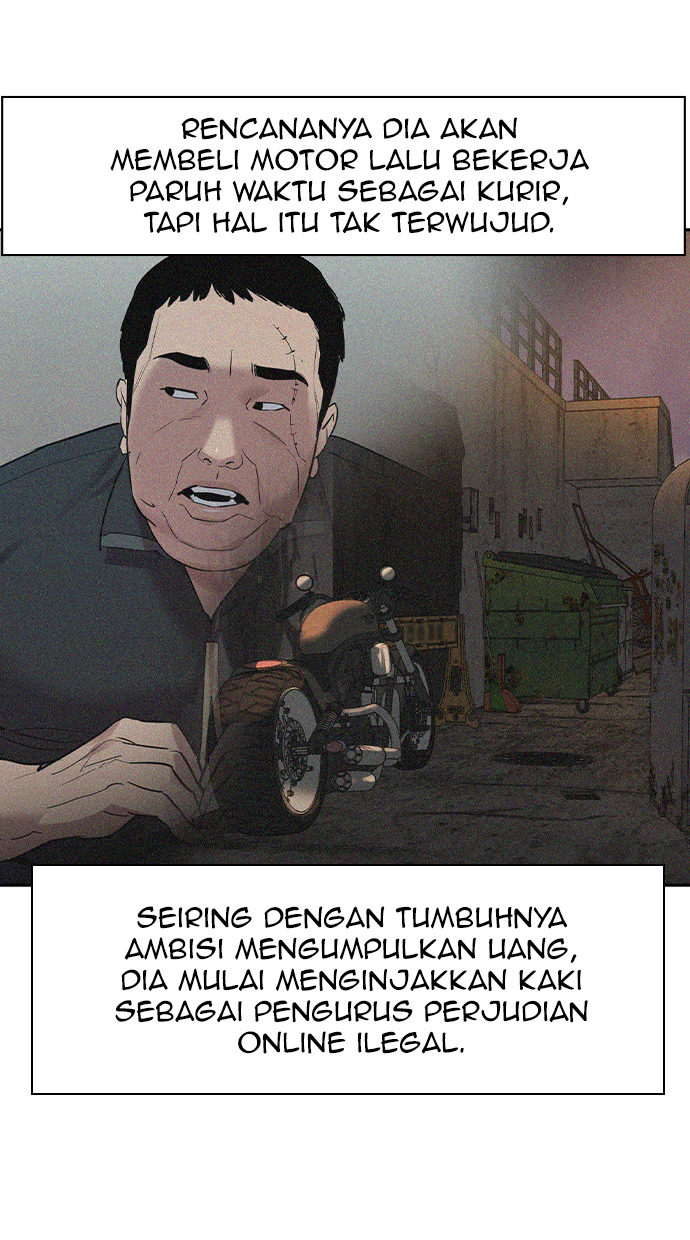 RENCANANYA DIA AKAN
MEMBELI MOTOR LALU BEKERJA
PARUH WAKTU SEBAGAI KURIR,
TAPI HAL ITU TAK TERWUJUD.
SEIRING DENGAN TUMBUHNYA
AMBISI MENGUMPULKAN UANG,
DIA MULAI MENGINJAKKAN KAKI
SEBAGAI PENGURUS PERJUDIAN
ONLINE ILEGAL.